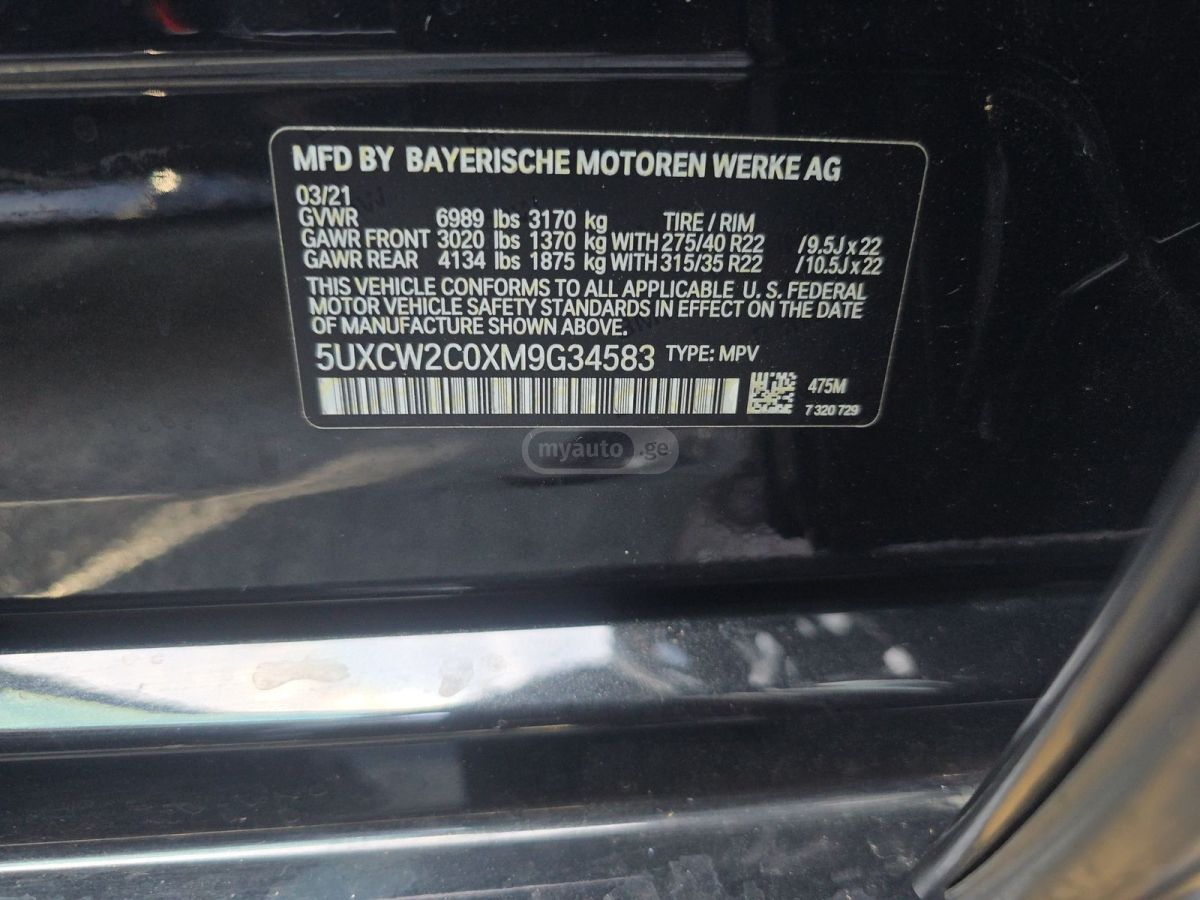 MFD BY BAYERISCHE MOTOREN WERKE AG
03/21
GVWR 6989 lbs 3170 kg TIRE / RIM
GAWR FRONT 3020 lbs 1370 kg WITH 275/40 R22 /9.5J x 22
GAWR REAR 4134 lbs 1875 kg WITH 315/35 R22 /10.5J x 22
THIS VEHICLE CONFORMS TO ALL APPLICABLE U. S. FEDERAL
MOTOR VEHICLE SAFETY STANDARDS IN EFFECT ON THE DATE
OF MANUFACTURE SHOWN ABOVE.
5UXCW2C0XM9G34583 TYPE: MPV
475M
7 320 729
myauto.ge